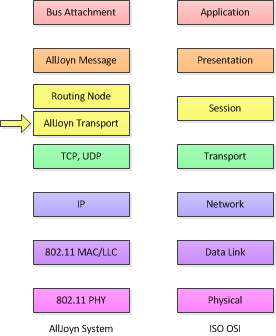 Bus Attachment Application
AllJoyn Message Presentation
Routing Node
Session
AllJoyn Transport
TCP, UDP Transport
IP Network
802.11 MAC/LLC Data Link
802.11 PHY Physical
AllJoyn System ISO OSI